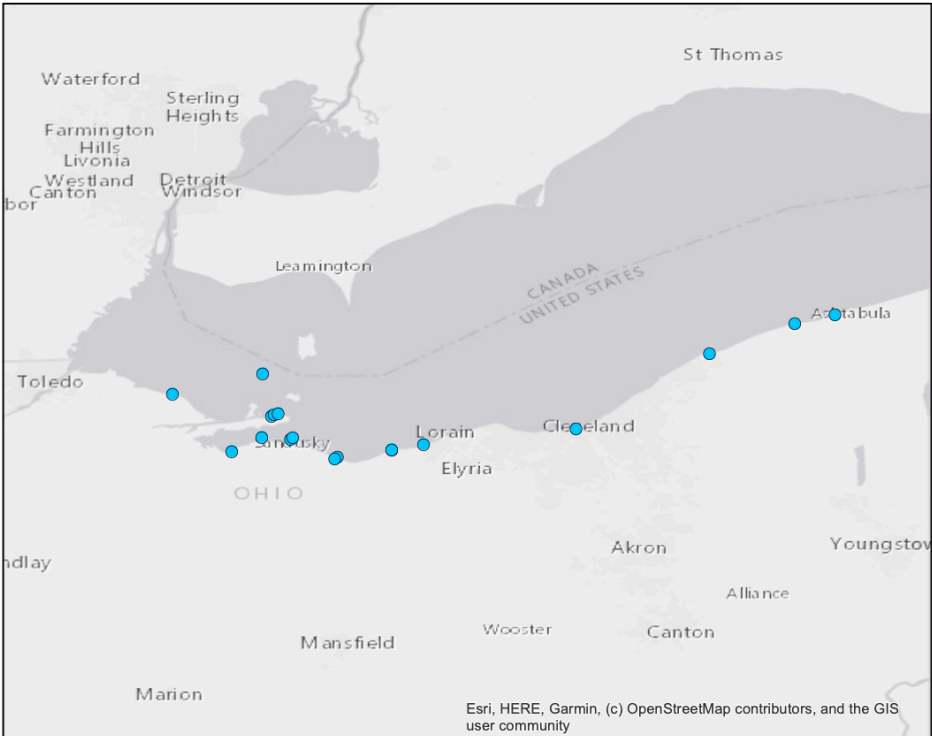 St Thomas
Waterford
Sterling
Heights
Farmington
Hills
Livonia
Westland
Detroit
Canton
Windsor
bor
Leamington
CANADA
UNITED STATES
Ashtabula
Toledo
Cleveland
Lorain
Sandusky
Elyria
OHIO
Akron
Youngstow
ndlay
Alliance
Wooster
Canton
Mansfield
Marion
Esri, HERE, Garmin, (c) OpenStreetMap contributors, and the GIS
user community